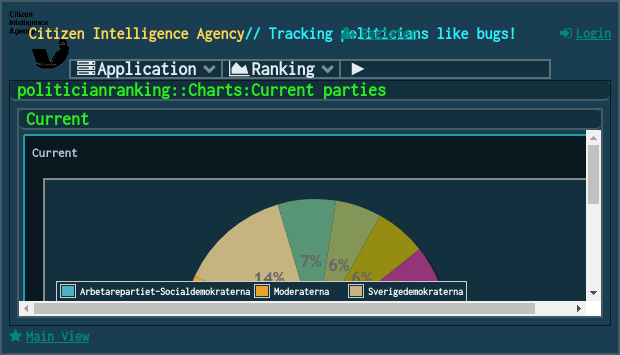 Citizen
Intelligence
Agency
Citizen Intelligence Agency// Tracking politicians like bugs!
Login
Application Ranking
politicianranking::Charts:Current parties
Current
Current
7%
6%
14%
6%
Arbetarepartiet-Socialdemokraterna Moderaterna Sverigedemokraterna
Main View